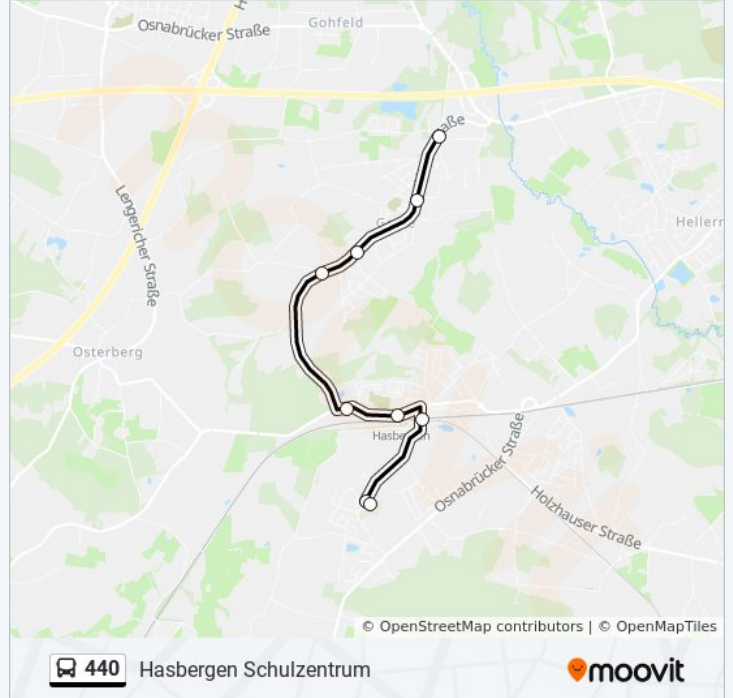 Gohfeld
Osnabrücker Straße
H
aße
Lengericher Straße
Hellern
Osterberg
Hasbergen
Osnabrücker Straße
Holzhauser Straße
© OpenStreetMap contributors | © OpenMapTiles
440 Hasbergen Schulzentrum
moovit